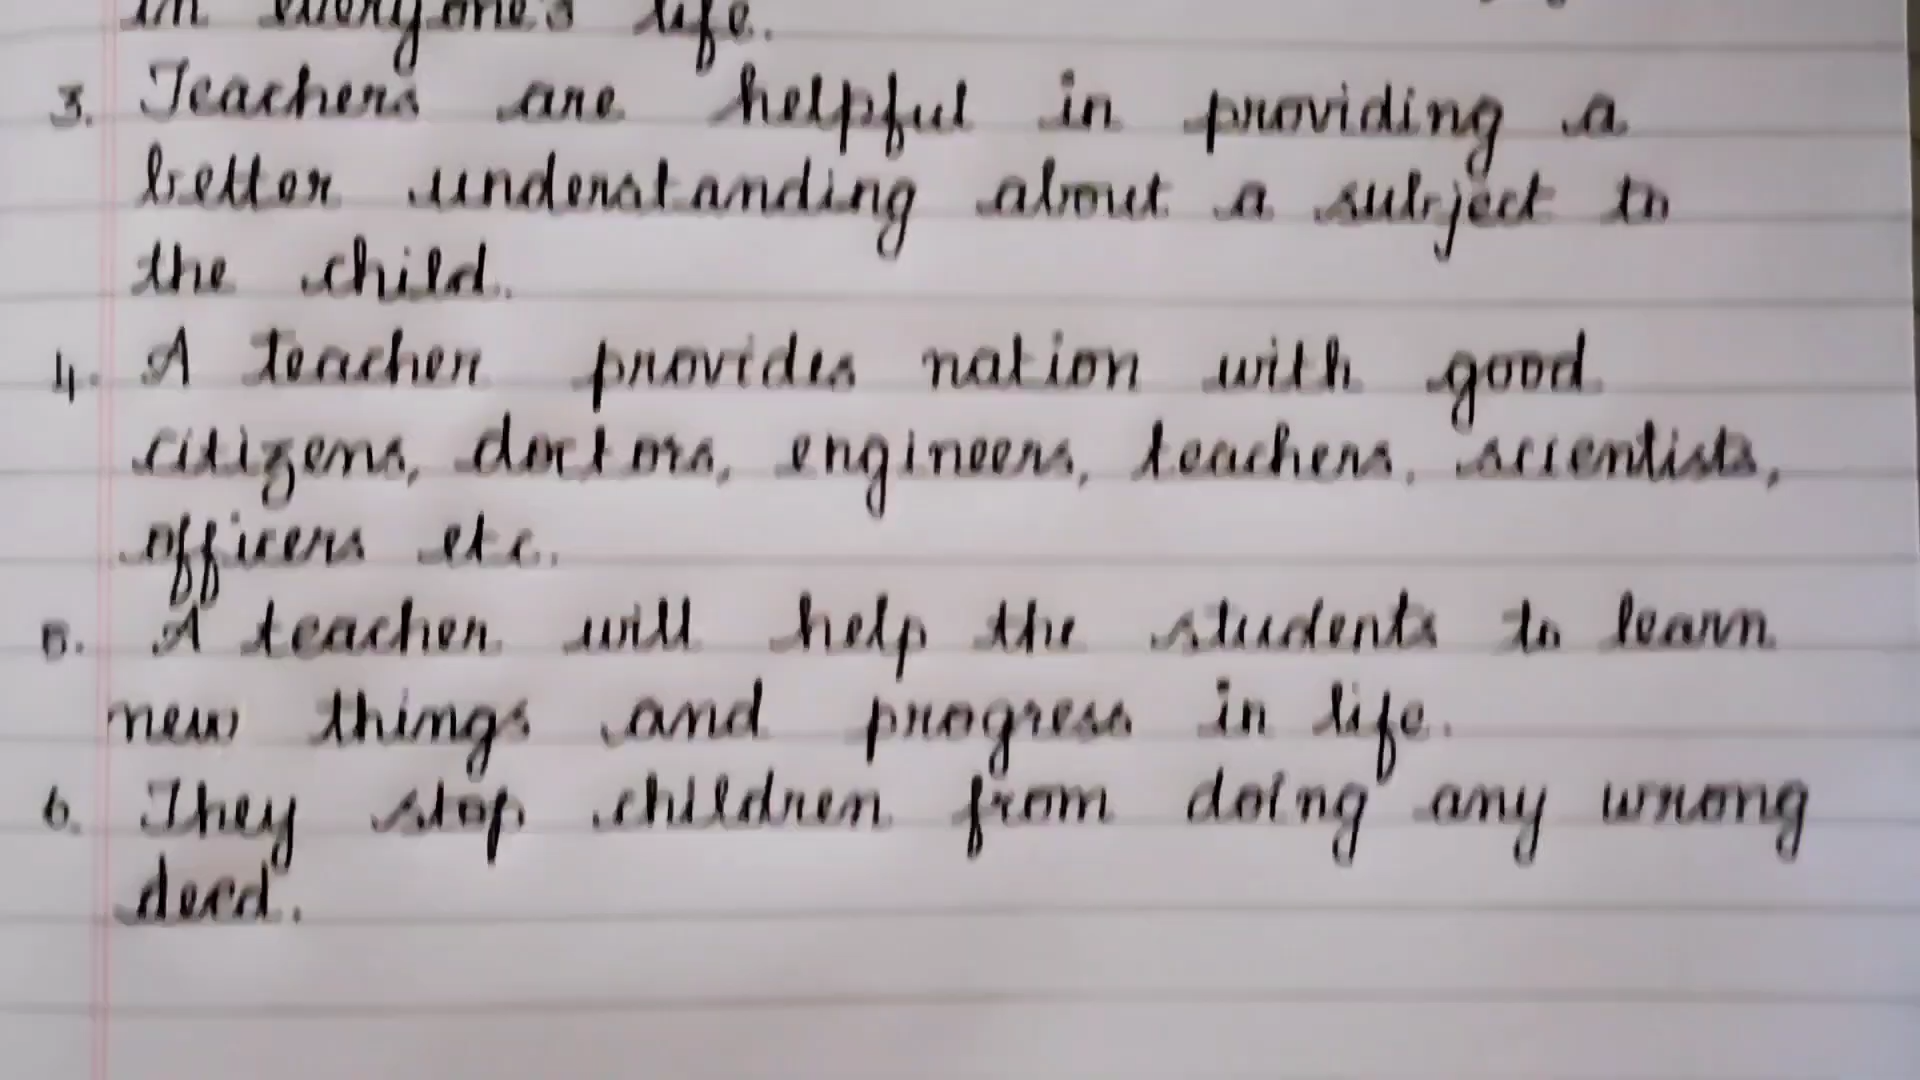 in everyone's life.
3. Teachers are helpful in providing a
better understanding about a subject to
the child.
4. A teacher provides nation with good
citizens, doctors, engineers, teachers, scientists,
officers etc.
5. A teacher will help the students to learn
new things and progress in life.
6. They stop children from doing any wrong
deed.